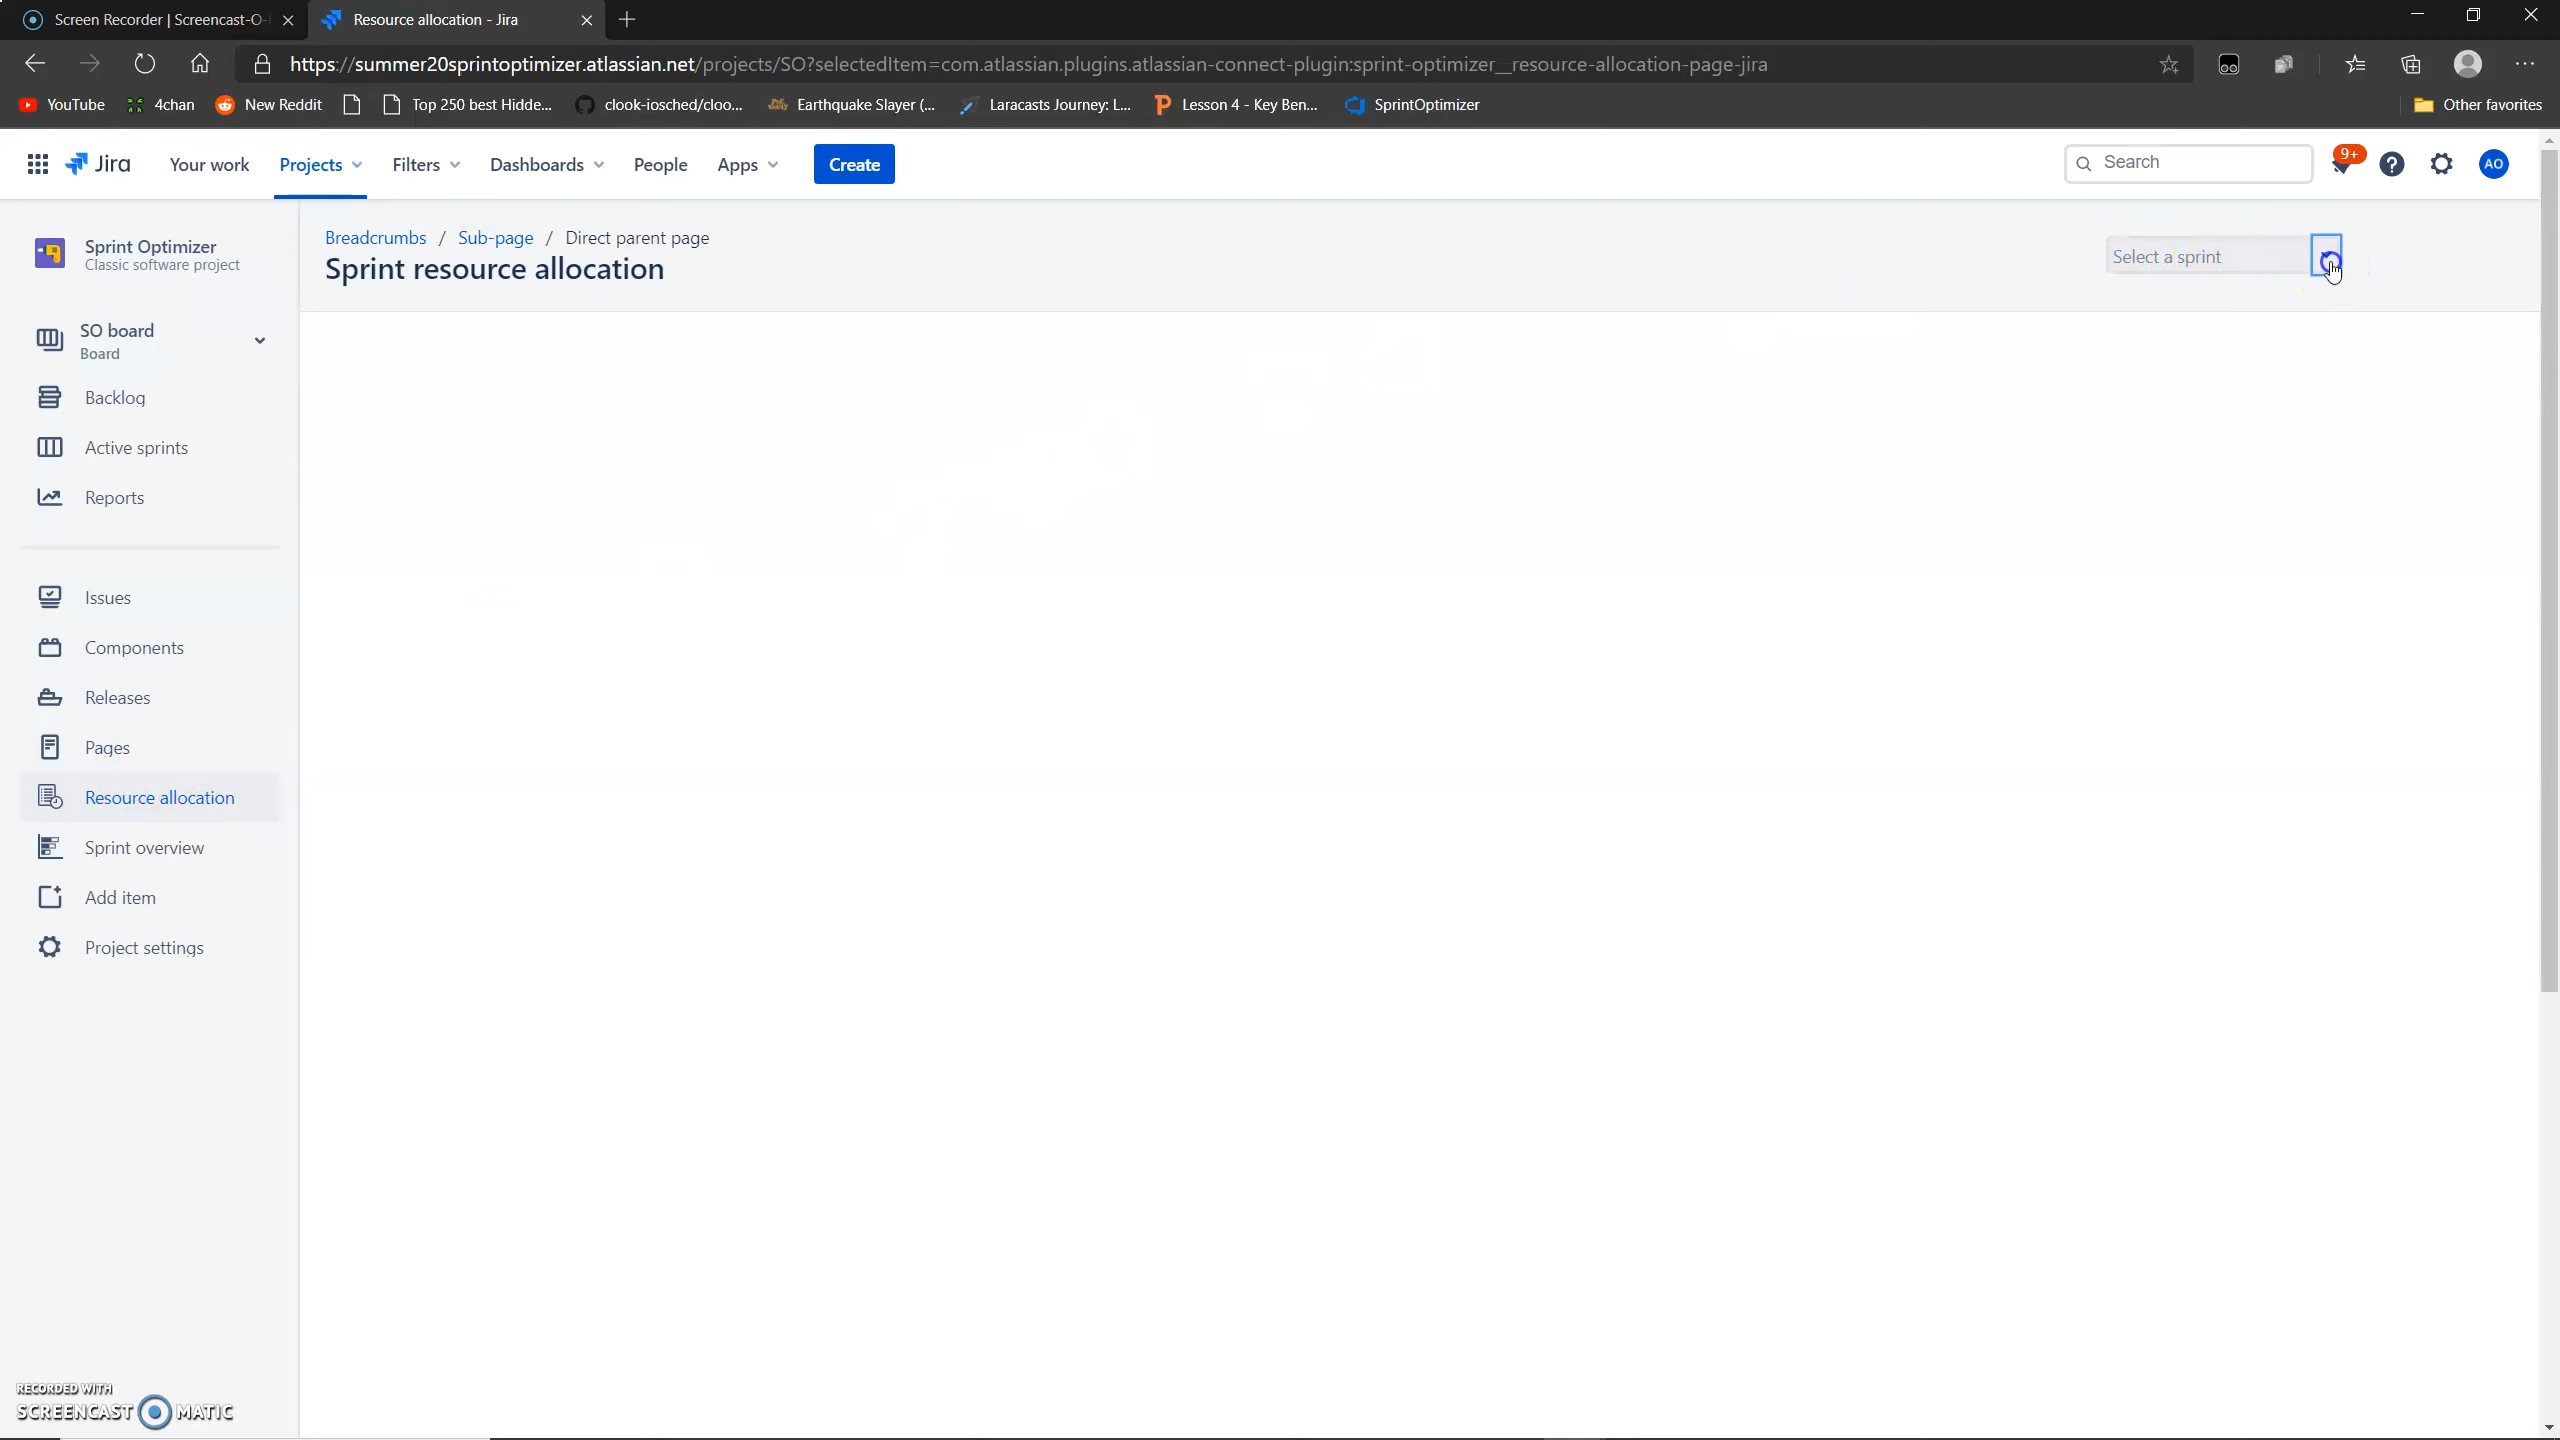 Screen Recorder | Screencast-O-
Resource allocation - Jira
https://summer20sprintoptimizer.atlassian.net/projects/SO?selectedItem=com.atlassian.plugins.atlassian-connect-plugin:sprint-optimizer__resource-allocation-page-jira
YouTube
4chan
New Reddit
Top 250 best Hidde...
clook-iosched/cloo...
Earthquake Slayer (...
Laracasts Journey: L...
Lesson 4 - Key Ben...
SprintOptimizer
Other favorites
Jira
Your work
Projects
Filters
Dashboards
People
Apps
Create
Search
9+
AO
Sprint Optimizer
Classic software project
SO board
Board
Backlog
Active sprints
Reports
Issues
Components
Releases
Pages
Resource allocation
Sprint overview
Add item
Project settings
Breadcrumbs / Sub-page / Direct parent page
Sprint resource allocation
Select a sprint
RECORDED WITH
SCREENCAST MATIC